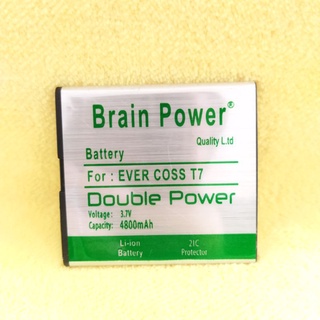 Brain Power®
Quality L.td
Battery
For : EVER COSS T7
Double Power
Voltage: 3.7V
Capacity: 4800mAh
Li-ion 2IC
Battery Protector